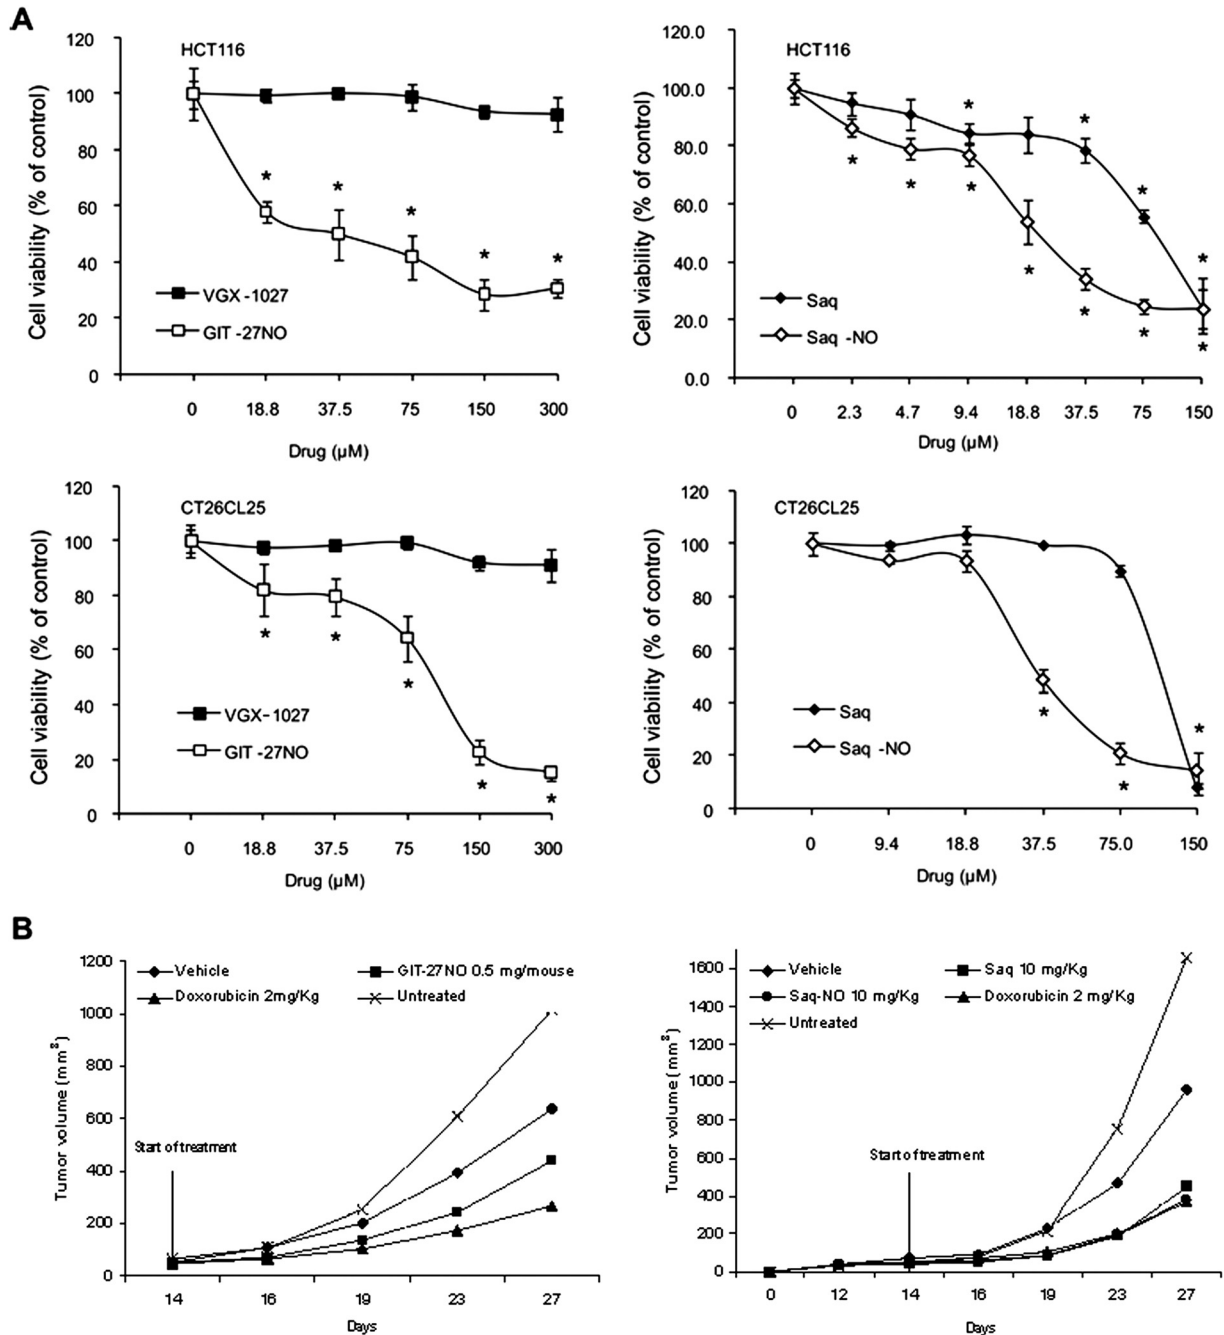 A
HCT116
120
100
80
60
40
20
0
Cell viability (% of control)
* * * * *
VGX -1027
GIT -27NO
0 18.8 37.5 75 150 300
Drug (µM)
HCT116
120.0
100.0
80.0
60.0
40.0
20.0
0.0
Cell viability (% of control)
* * * *
* * * * * * *
Saq
Saq -NO
0 2.3 4.7 9.4 18.8 37.5 75 150
Drug (µM)
CT26CL25
120
100
80
60
40
20
0
Cell viability (% of control)
* * * * *
VGX- 1027
GIT -27NO
0 18.8 37.5 75 150 300
Drug (µM)
CT26CL25
120
100
80
60
40
20
0
Cell viability (% of control)
* * *
Saq
Saq -NO
0 9.4 18.8 37.5 75.0 150
Drug (µM)
B
Vehicle GIT-27NO 0.5 mg/mouse
Doxorubicin 2mg/Kg Untreated
1200
1000
800
600
400
200
0
Tumor volume (mm³)
Start of treatment
14 16 19 23 27
Days
Vehicle Saq 10 mg/Kg
Saq-NO 10 mg/Kg Doxorubicin 2 mg/Kg
Untreated
1600
1400
1200
1000
800
600
400
200
0
Tumor volume (mm³)
Start of treatment
0 12 14 16 19 23 27
Days